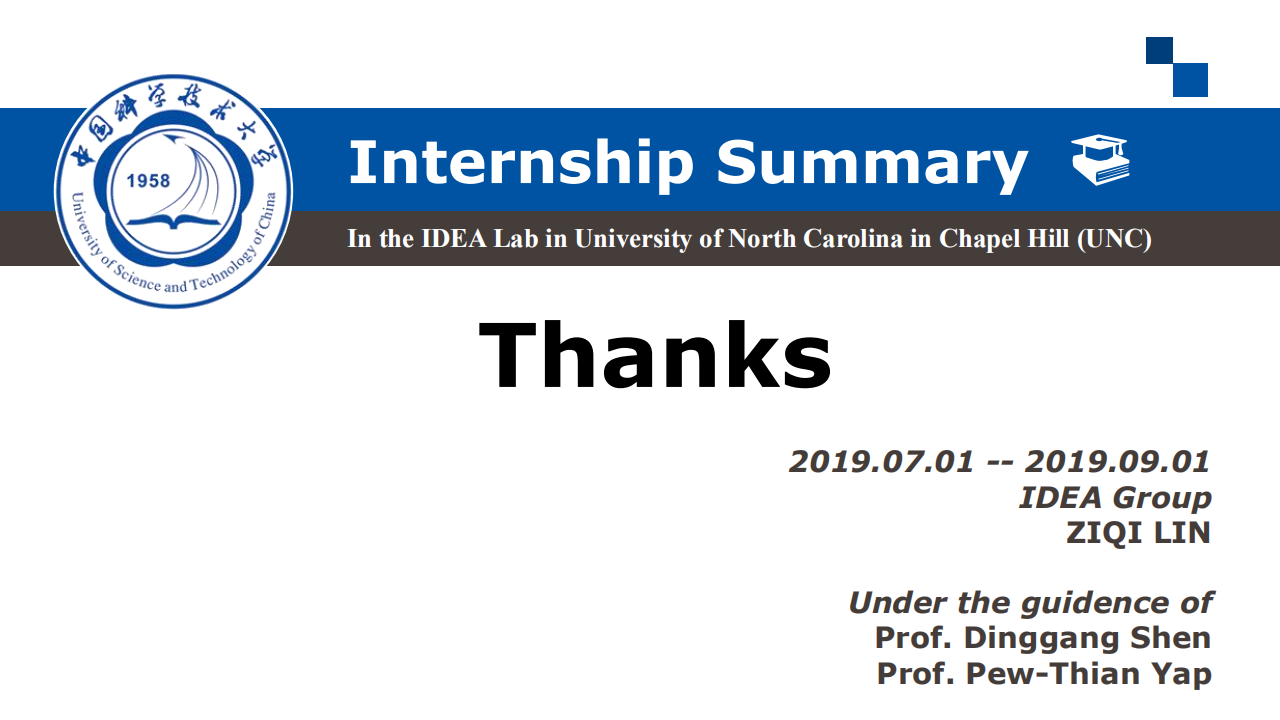 中国科学技术大学
1958
University of Science and Technology of China
Internship Summary
In the IDEA Lab in University of North Carolina in Chapel Hill (UNC)
Thanks
2019.07.01 -- 2019.09.01
IDEA Group
ZIQI LIN
Under the guidence of
Prof. Dinggang Shen
Prof. Pew-Thian Yap